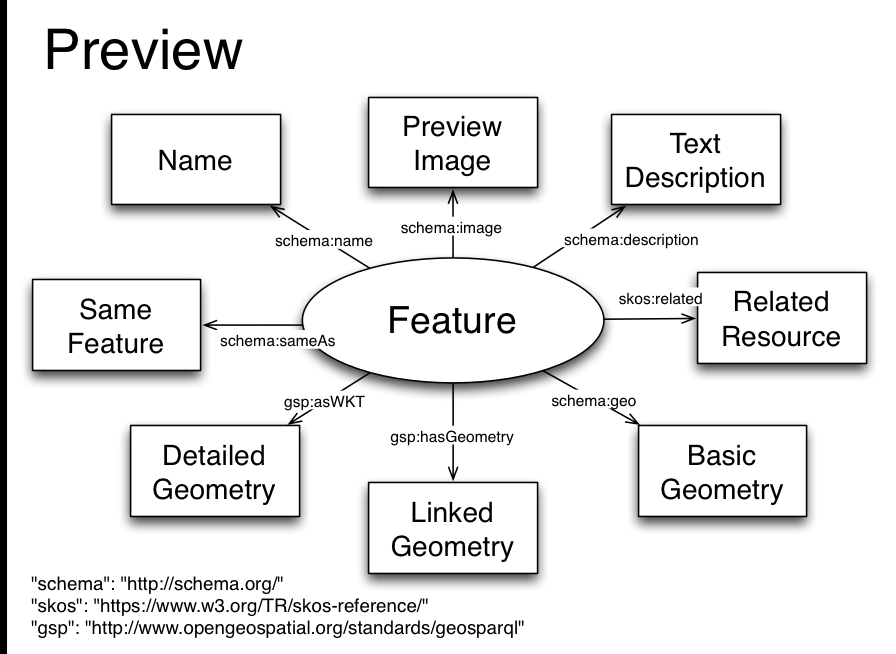 Preview
Name
Preview
Image
Text
Description
schema:name
schema:image
schema:description
Same
Feature
schema:sameAs
Feature
skos:related
Related
Resource
gsp:asWKT
gsp:hasGeometry
schema:geo
Detailed
Geometry
Linked
Geometry
Basic
Geometry
"schema": "http://schema.org/"
"skos": "https://www.w3.org/TR/skos-reference/"
"gsp": "http://www.opengeospatial.org/standards/geosparql"